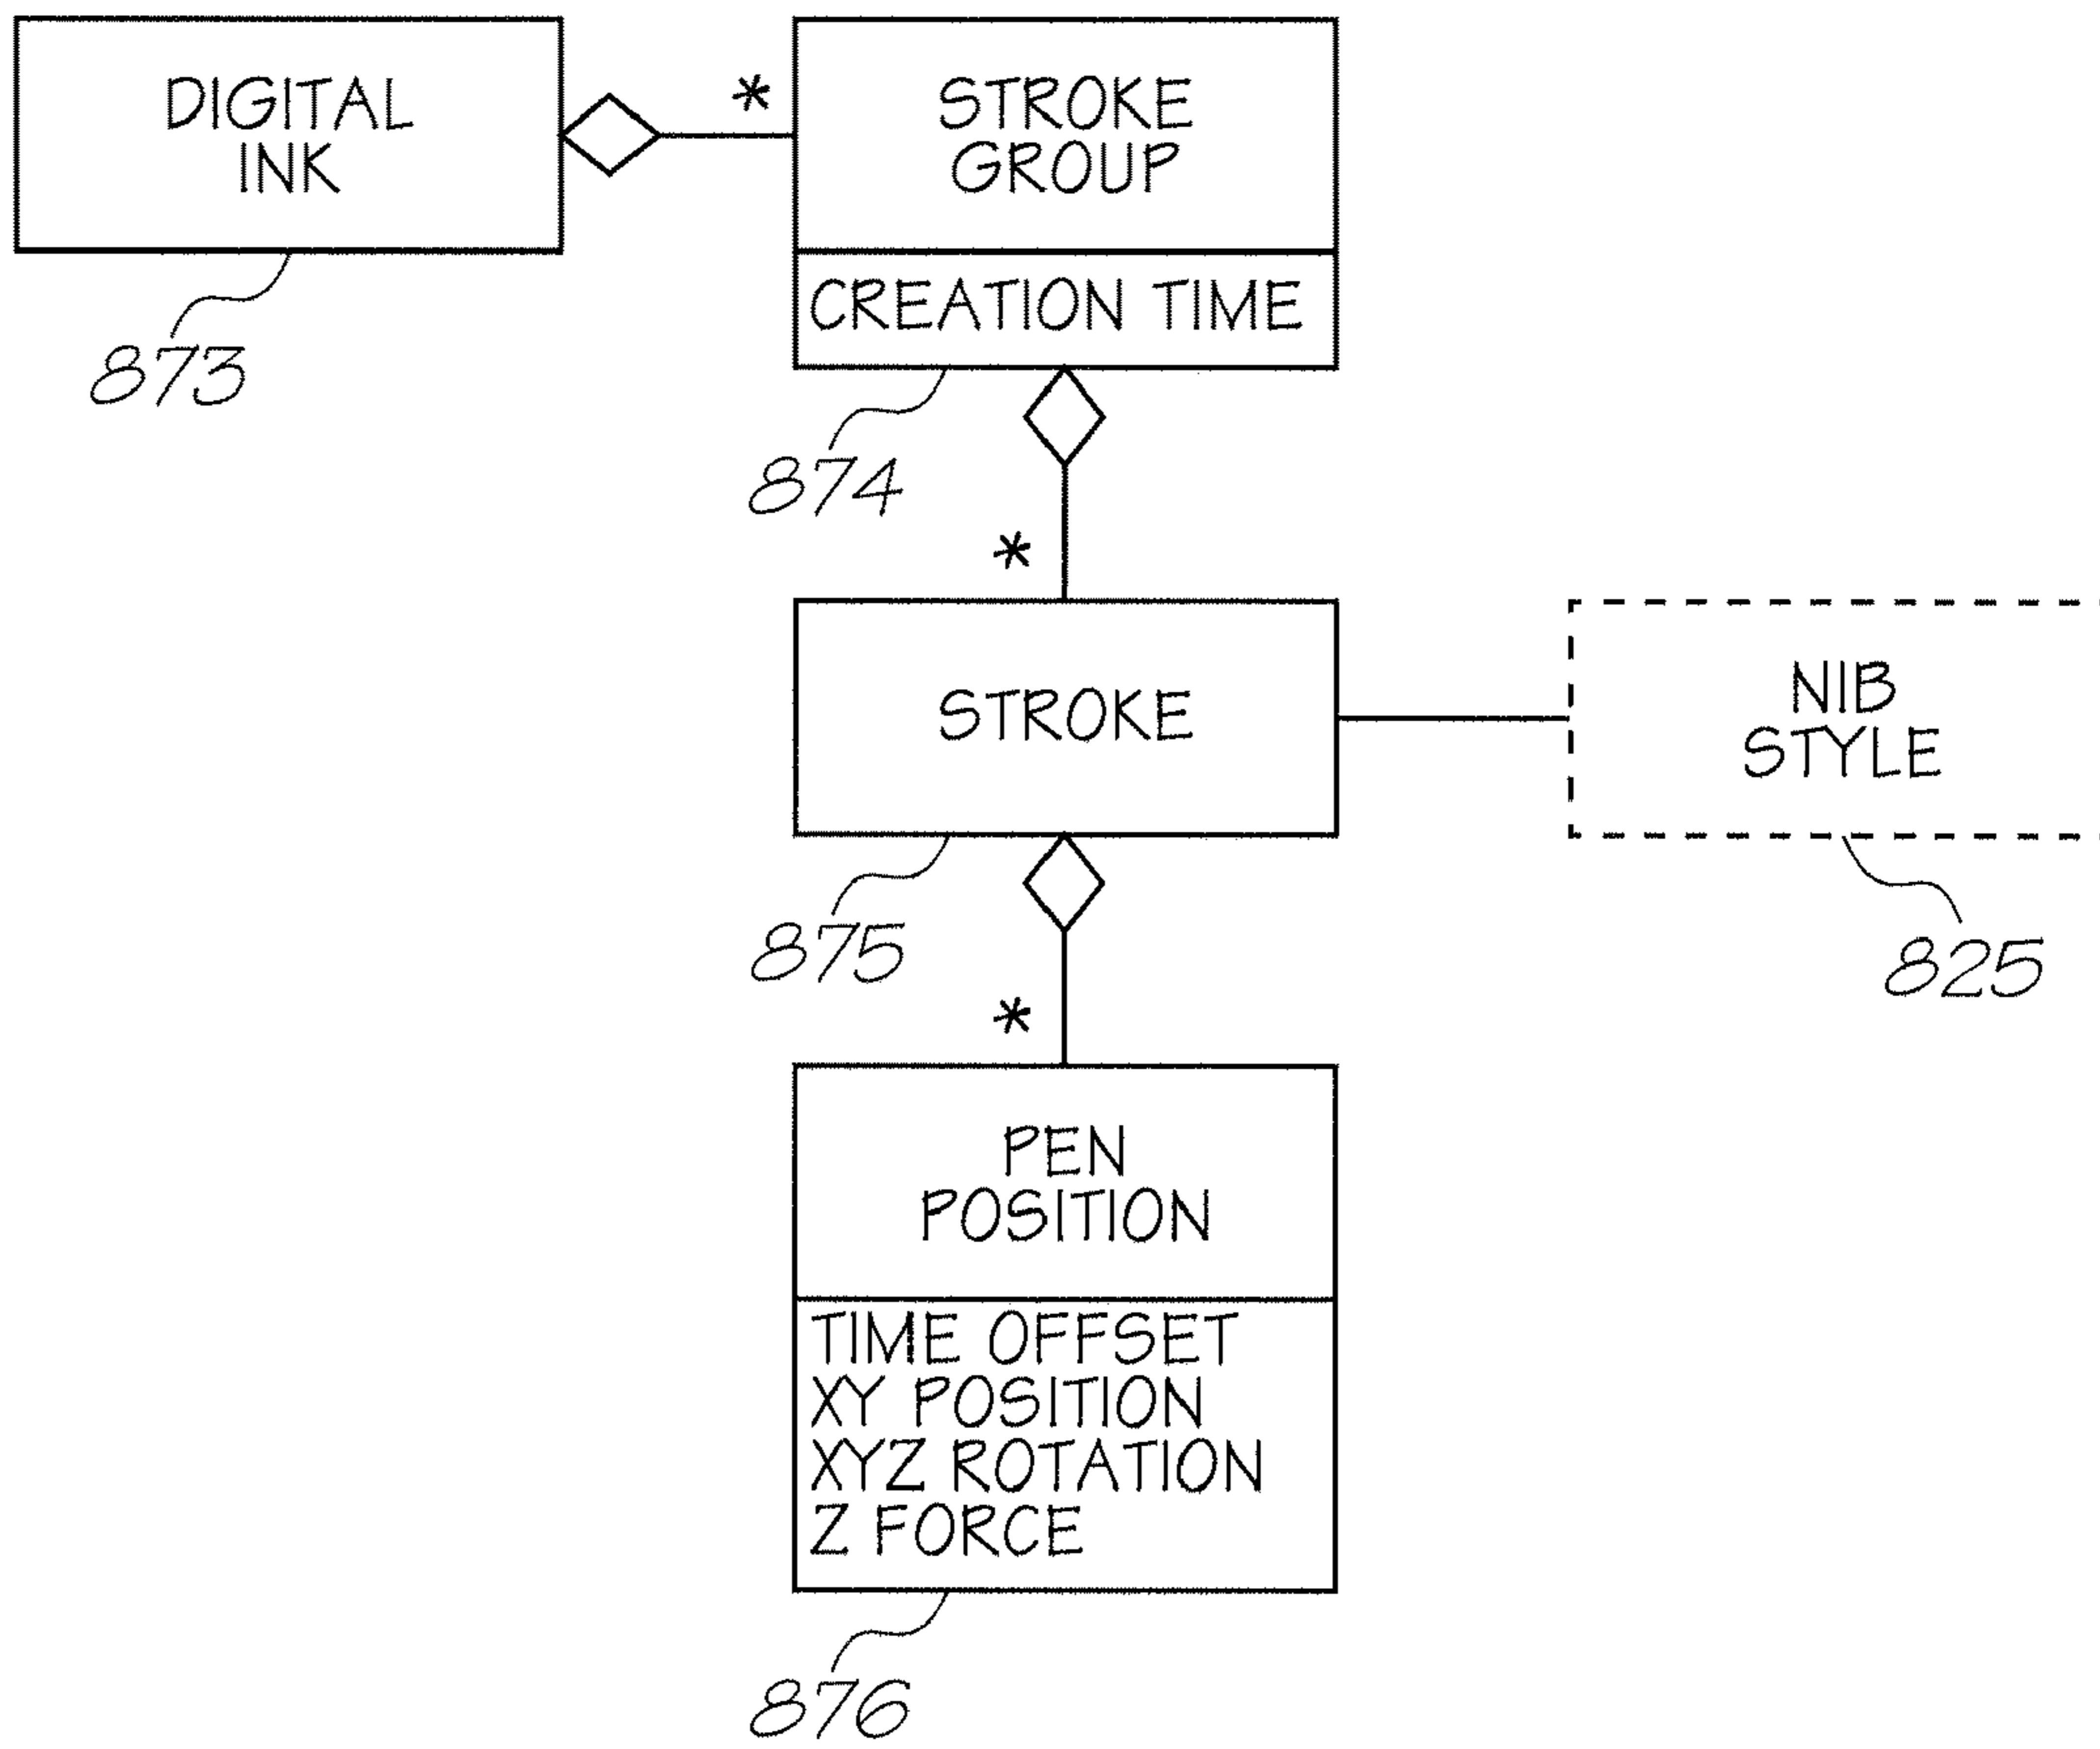 DIGITAL
INK
*
STROKE
GROUP
CREATION TIME
873
874
*
STROKE
NIB
STYLE
875
825
*
PEN
POSITION
TIME OFFSET
XY POSITION
XYZ ROTATION
Z FORCE
876